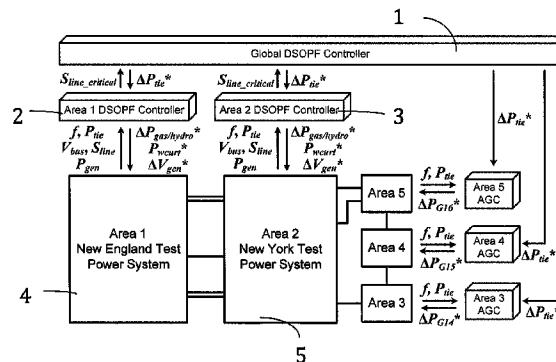 1
Global DSOPF Controller
S_line_critical ΔP_tie* S_line_critical ΔP_tie*
ΔP_tie*
2 Area 1 DSOPF Controller Area 2 DSOPF Controller 3
f, P_tie ΔP_gas/hydro* f, P_tie ΔP_gas/hydro*
V_bus, S_line P_wcurt* V_bus, S_line P_wcurt*
P_gen ΔV_gen* P_gen ΔV_gen*
Area 1
New England Test
Power System
4
Area 2
New York Test
Power System
5
Area 5 f, P_tie ΔP_G16* Area 5
AGC
Area 4 f, P_tie ΔP_G15* Area 4
AGC ΔP_tie*
Area 3 f, P_tie ΔP_G14* Area 3
AGC ΔP_tie*